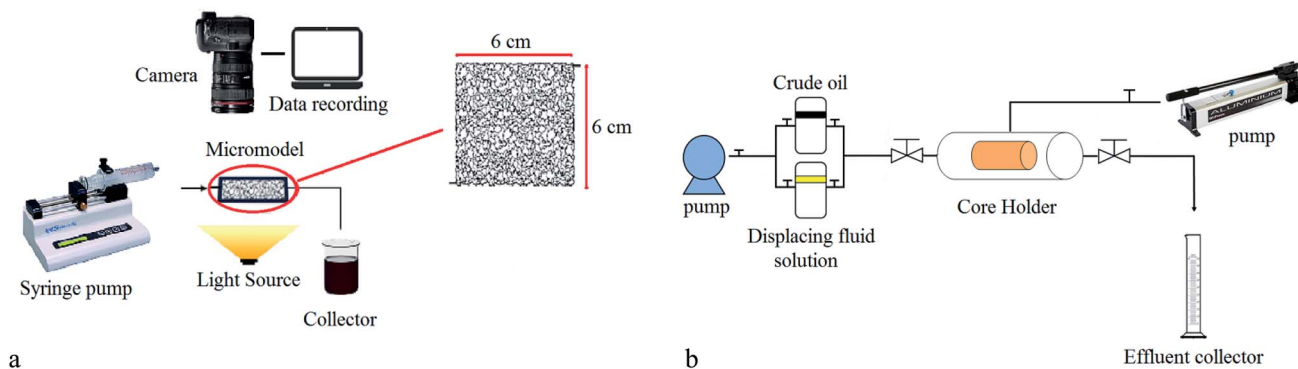 Camera
Data recording
6 cm
6 cm
Micromodel
Syringe pump
Light Source
Collector
a
Crude oil
pump
Displacing fluid
solution
Core Holder
ALUMINIUM
pump
Effluent collector
b